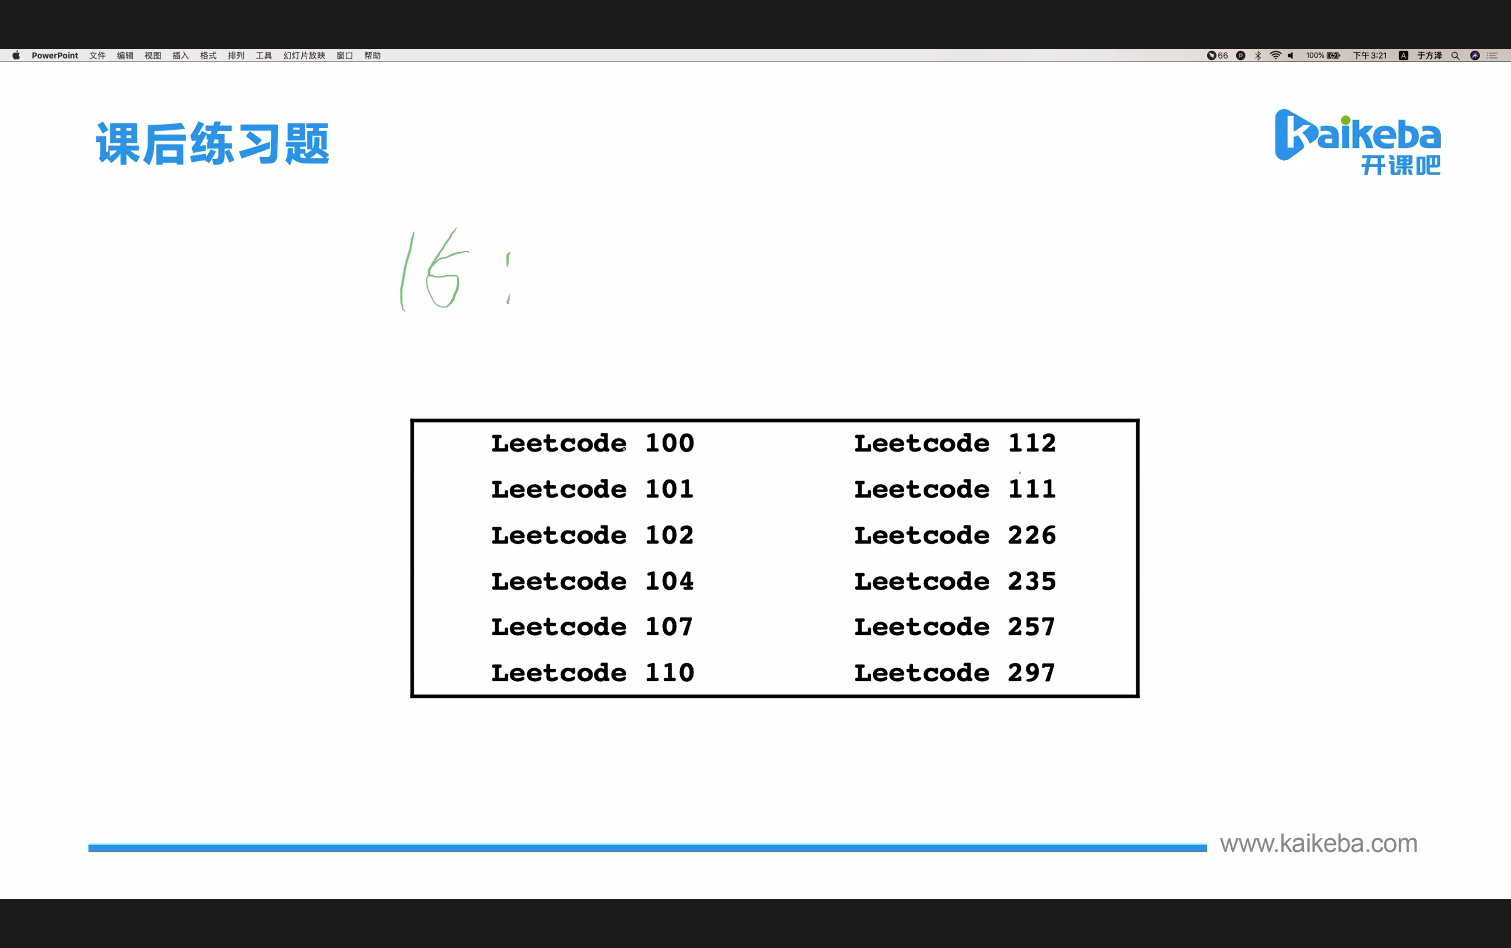 PowerPoint 文件 编辑 视图 插入 格式 排列 工具 幻灯片放映 窗口 帮助 66 100% 下午3:21 A 于方泽
课后练习题
Kaikeba
开课吧
Leetcode 100 Leetcode 112
Leetcode 101 Leetcode 111
Leetcode 102 Leetcode 226
Leetcode 104 Leetcode 235
Leetcode 107 Leetcode 257
Leetcode 110 Leetcode 297
www.kaikeba.com